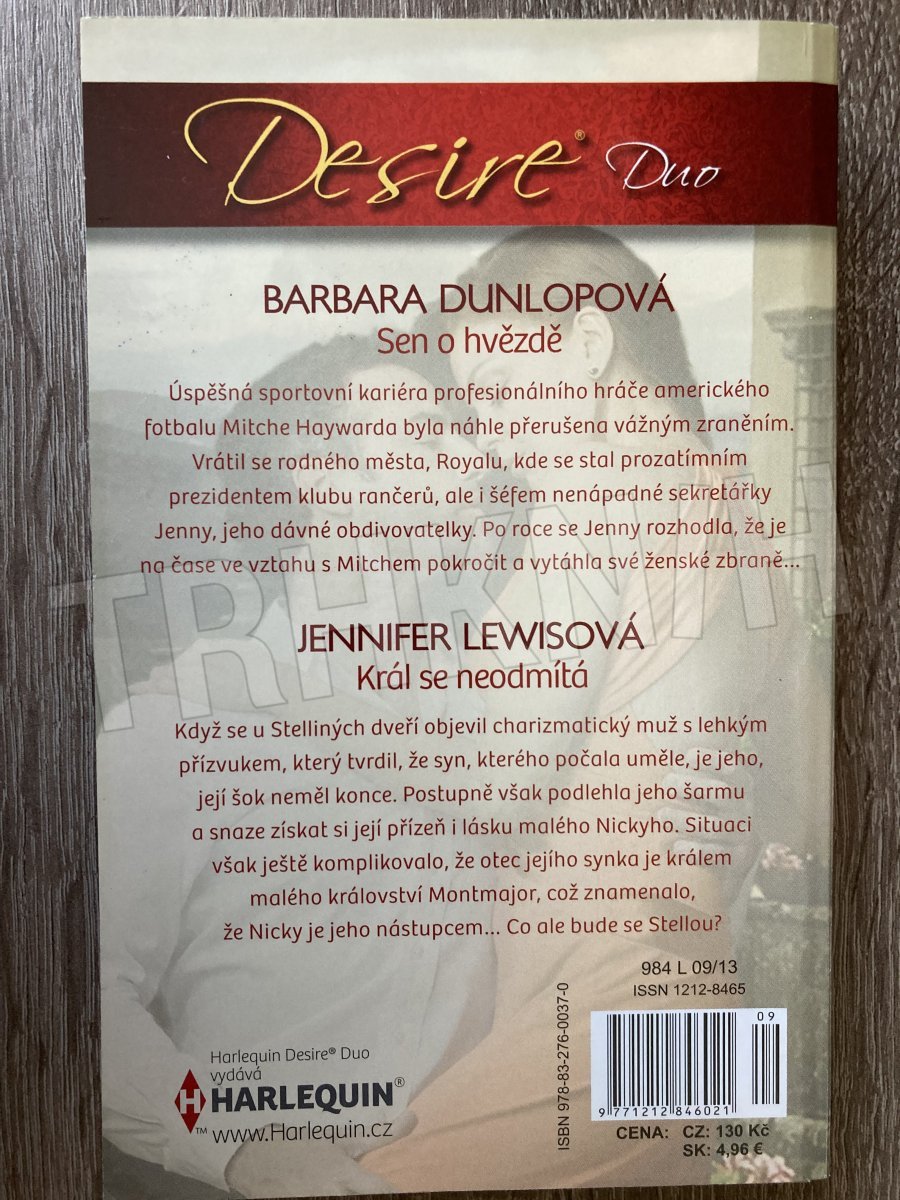 Desire® Duo
BARBARA DUNLOPOVÁ
Sen o hvězdě
Úspěšná sportovní kariéra profesionálního hráče amerického
fotbalu Mitche Haywarda byla náhle přerušena vážným zraněním.
Vrátil se rodného města, Royalu, kde se stal prozatímním
prezidentem klubu rančerů, ale i šéfem nenápadné sekretářky
Jenny, jeho dávné obdivovatelky. Po roce se Jenny rozhodla, že je
na čase ve vztahu s Mitchem pokročit a vytáhla své ženské zbraně...
TRHKNIH
JENNIFER LEWISOVÁ
Král se neodmítá
Když se u Stelliných dveří objevil charizmatický muž s lehkým
přízvukem, který tvrdil, že syn, kterého počala uměle, je jeho,
její šok neměl konce. Postupně však podlehla jeho šarmu
a snaze získat si její přízeň i lásku malého Nickyho. Situaci
však ještě komplikovalo, že otec jejího synka je králem
malého království Montmajor, což znamenalo,
že Nicky je jeho nástupcem... Co ale bude se Stellou?
984 L 09/13
ISSN 1212-8465
ISBN 978-83-276-0037-0
09
9 771212 846021
CENA: CZ: 130 Kč
SK: 4,96 €
Harlequin Desire® Duo
vydává
H HARLEQUIN®
™ www.Harlequin.cz